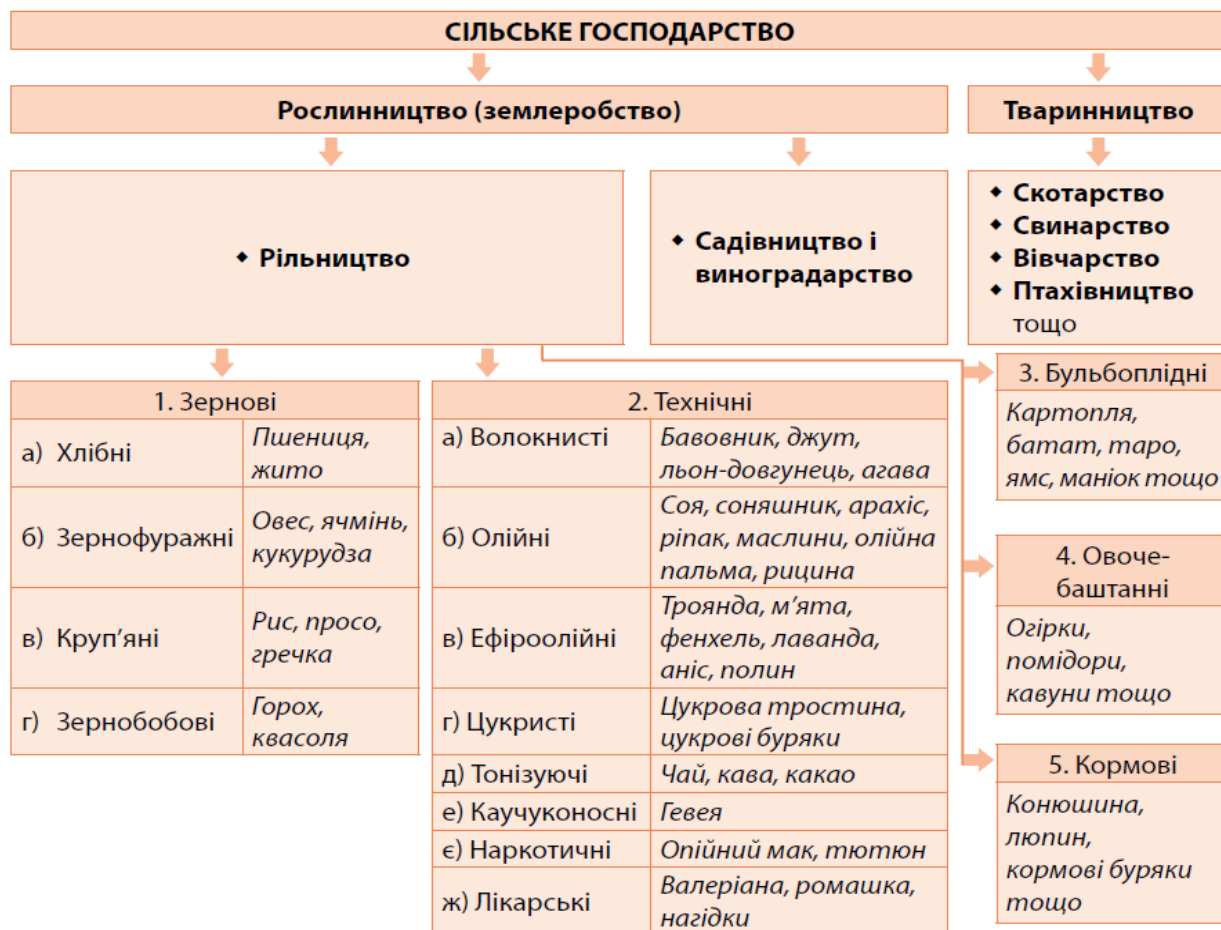 СІЛЬСЬКЕ ГОСПОДАРСТВО
Рослинництво (землеробство)
Тваринництво
◆ Рільництво
◆ Садівництво і
виноградарство
◆ Скотарство
◆ Свинарство
◆ Вівчарство
◆ Птахівництво
тощо
1. Зернові
а) Хлібні
Пшениця,
жито
б) Зернофуражні
Овес, ячмінь,
кукурудза
в) Круп'яні
Рис, просо,
гречка
г) Зернобобові
Горох,
квасоля
2. Технічні
а) Волокнисті
Бавовник, джут,
льон-довгунець, агава
б) Олійні
Соя, соняшник, арахіс,
ріпак, маслини, олійна
пальма, рицина
в) Ефіроолійні
Троянда, м'ята,
фенхель, лаванда,
аніс, полин
г) Цукристі
Цукрова тростина,
цукрові буряки
д) Тонізуючі
Чай, кава, какао
е) Каучуконосні
Гевея
є) Наркотичні
Опійний мак, тютюн
ж) Лікарські
Валеріана, ромашка,
нагідки
3. Бульбоплідні
Картопля,
батат, таро,
ямс, маніок тощо
4. Овоче-
баштанні
Огірки,
помідори,
кавуни тощо
5. Кормові
Конюшина,
люпин,
кормові буряки
тощо